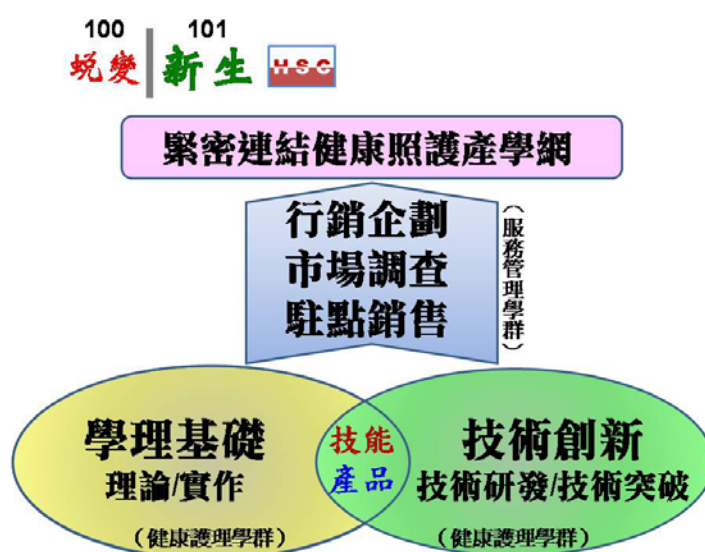 100 101
蛻變 新生 HSC
緊密連結健康照護產學網
行銷企劃
市場調查
駐點銷售
（服務管理學群）
學理基礎
理論/實作
（健康護理學群）
技能
產品
技術創新
技術研發/技術突破
（健康護理學群）